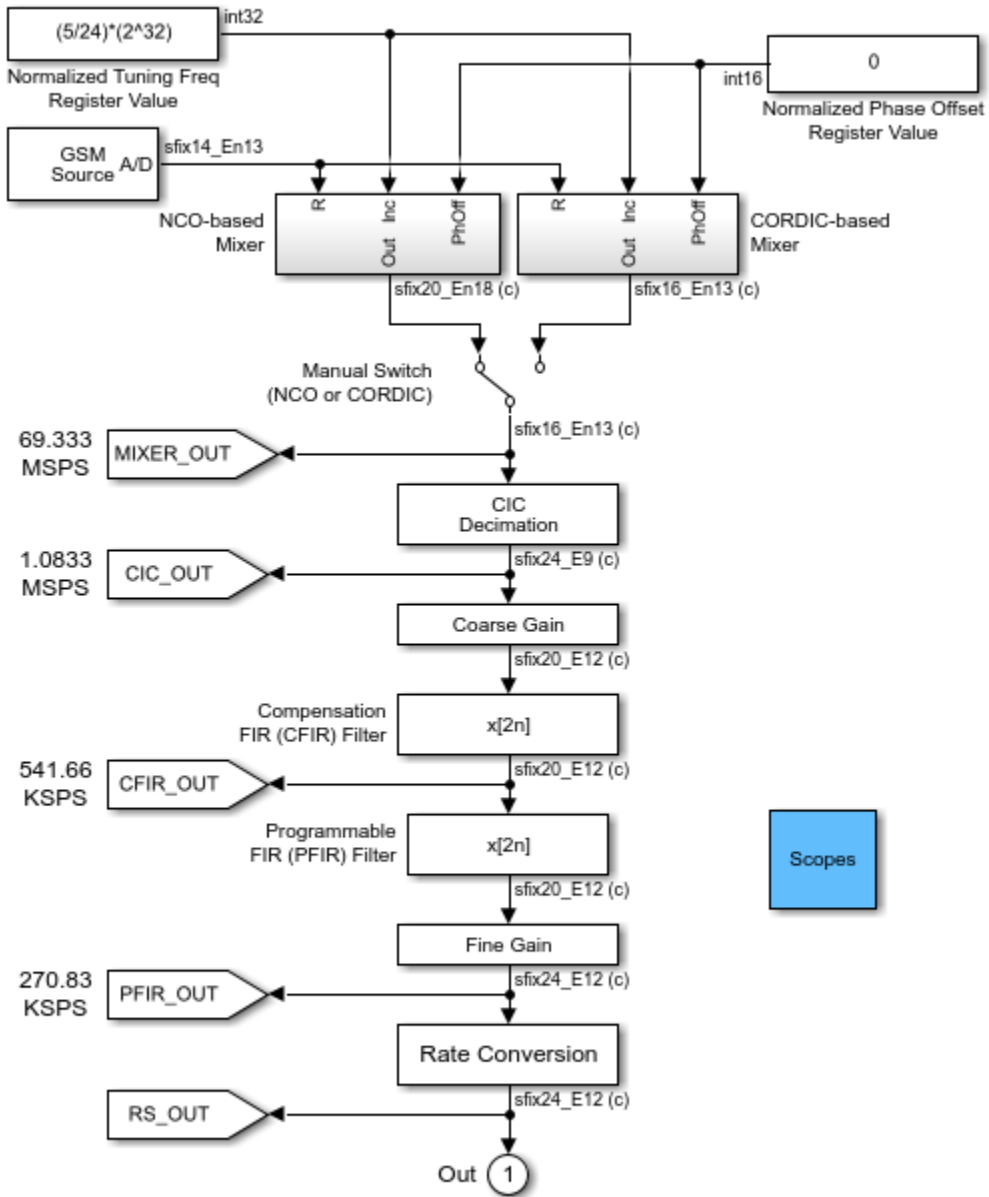 (5/24)*(2^32)
int32
Normalized Tuning Freq
Register Value
0
int16
Normalized Phase Offset
Register Value
GSM
Source
A/D
sfix14_En13
NCO-based
Mixer
R
Inc
PhOff
Out
R
Inc
PhOff
Out
CORDIC-based
Mixer
sfix20_En18 (c)
sfix16_En13 (c)
Manual Switch
(NCO or CORDIC)
sfix16_En13 (c)
69.333
MSPS
MIXER_OUT
CIC
Decimation
sfix24_E9 (c)
1.0833
MSPS
CIC_OUT
Coarse Gain
sfix20_E12 (c)
Compensation
FIR (CFIR) Filter
x[2n]
sfix20_E12 (c)
541.66
KSPS
CFIR_OUT
Programmable
FIR (PFIR) Filter
x[2n]
Scopes
sfix20_E12 (c)
Fine Gain
sfix24_E12 (c)
270.83
KSPS
PFIR_OUT
Rate Conversion
sfix24_E12 (c)
RS_OUT
Out
1